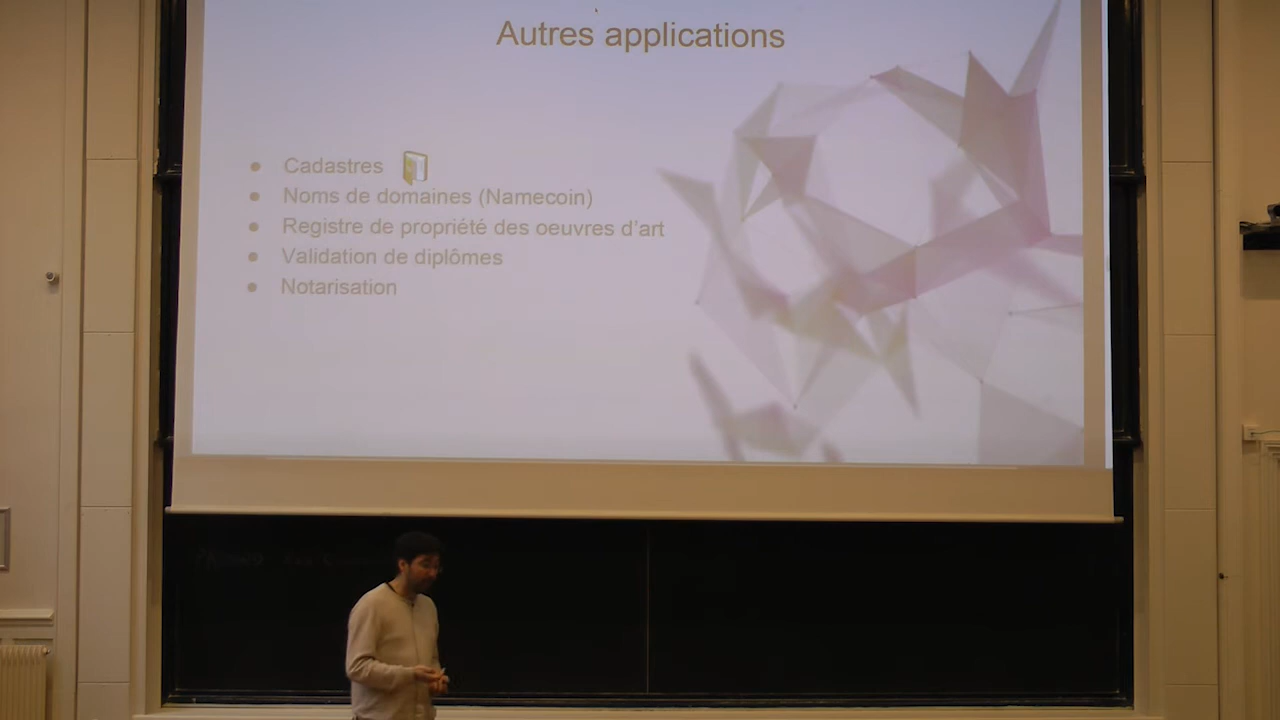 Autres applications
Cadastres
Noms de domaines (Namecoin)
Registre de propriété des oeuvres d'art
Validation de diplômes
Notarisation